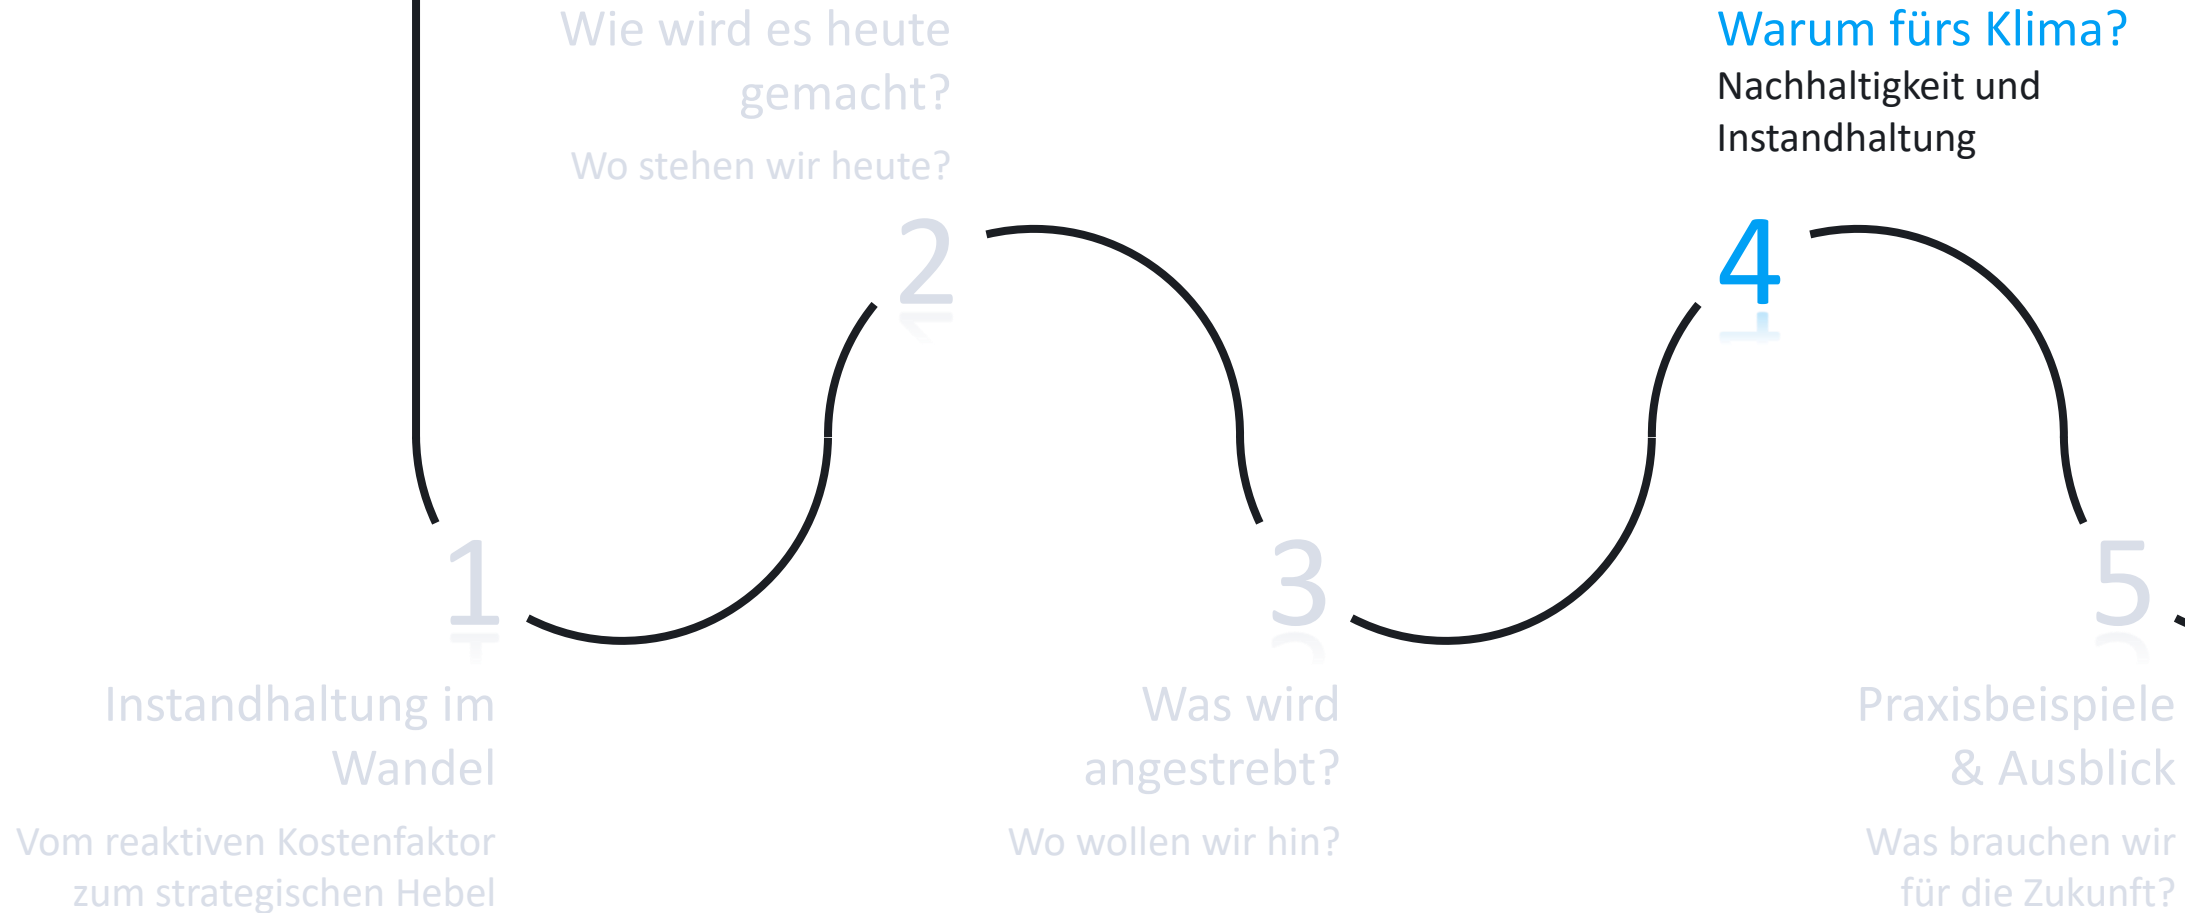 Wie wird es heute
gemacht?
Wo stehen wir heute?
2
Warum fürs Klima?
Nachhaltigkeit und
Instandhaltung
4
1
Instandhaltung im
Wandel
Vom reaktiven Kostenfaktor
zum strategischen Hebel
3
Was wird
angestrebt?
Wo wollen wir hin?
5
Praxisbeispiele
& Ausblick
Was brauchen wir
für die Zukunft?